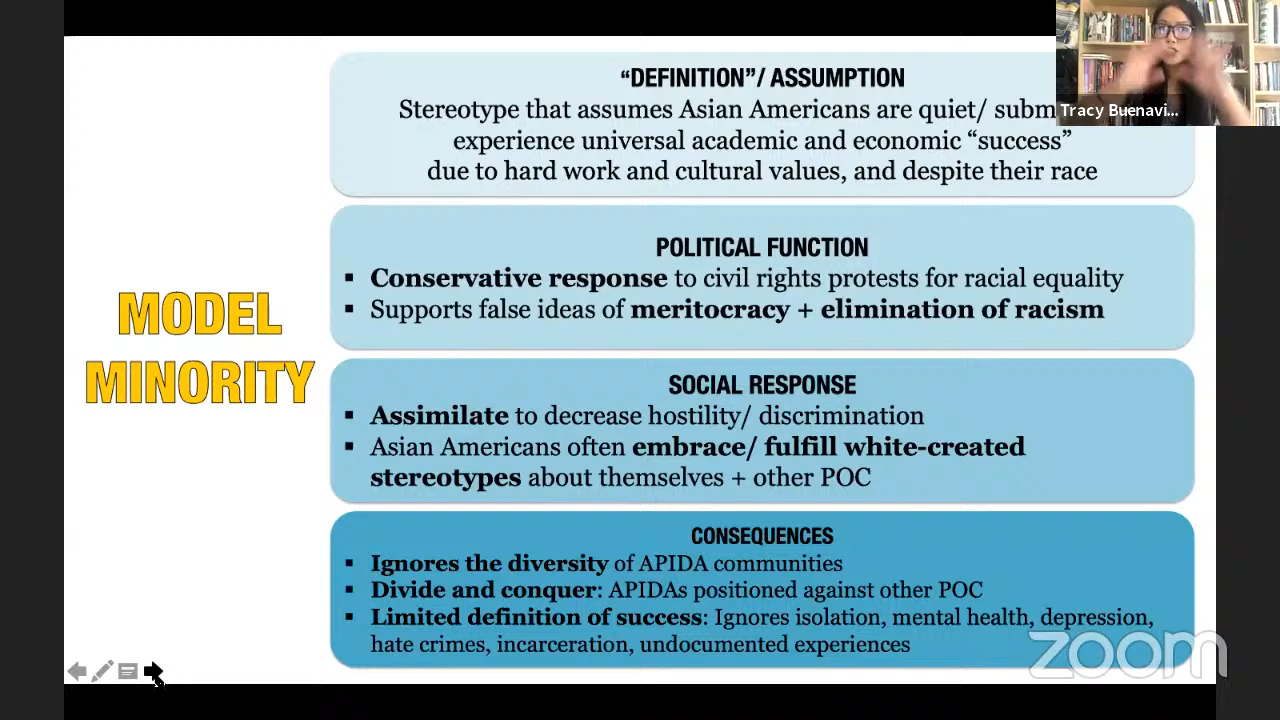 “DEFINITION”/ ASSUMPTION
Stereotype that assumes Asian Americans are quiet/ subm
experience universal academic and economic “success”
due to hard work and cultural values, and despite their race
Tracy Buenavi...
POLITICAL FUNCTION
▪ Conservative response to civil rights protests for racial equality
▪ Supports false ideas of meritocracy + elimination of racism
MODEL
MINORITY
SOCIAL RESPONSE
▪ Assimilate to decrease hostility/ discrimination
▪ Asian Americans often embrace/ fulfill white-created
stereotypes about themselves + other POC
CONSEQUENCES
▪ Ignores the diversity of APIDA communities
▪ Divide and conquer: APIDAs positioned against other POC
▪ Limited definition of success: Ignores isolation, mental health, depression,
hate crimes, incarceration, undocumented experiences
zoom